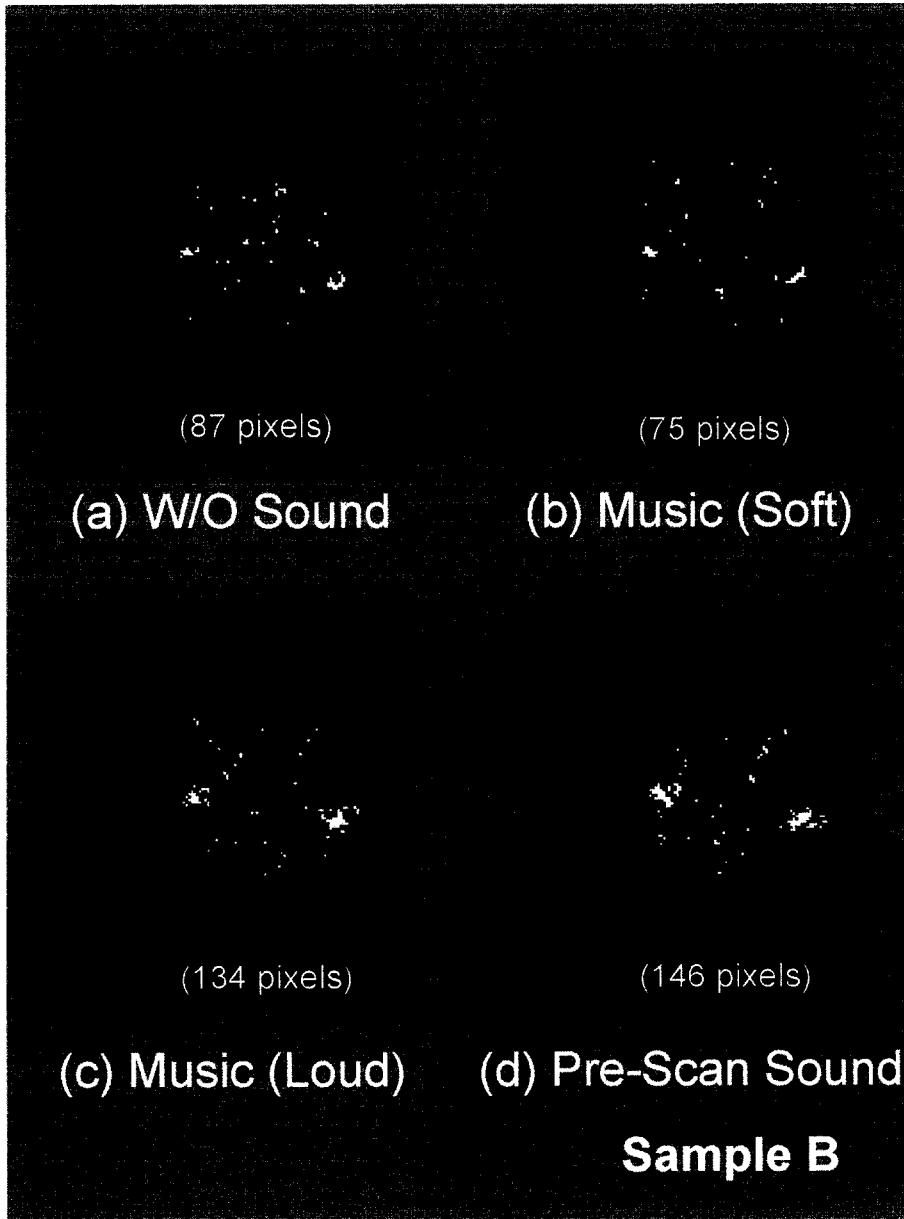 (87 pixels)
(75 pixels)
(a) W/O Sound
(b) Music (Soft)
(134 pixels)
(146 pixels)
(c) Music (Loud)
(d) Pre-Scan Sound
Sample B